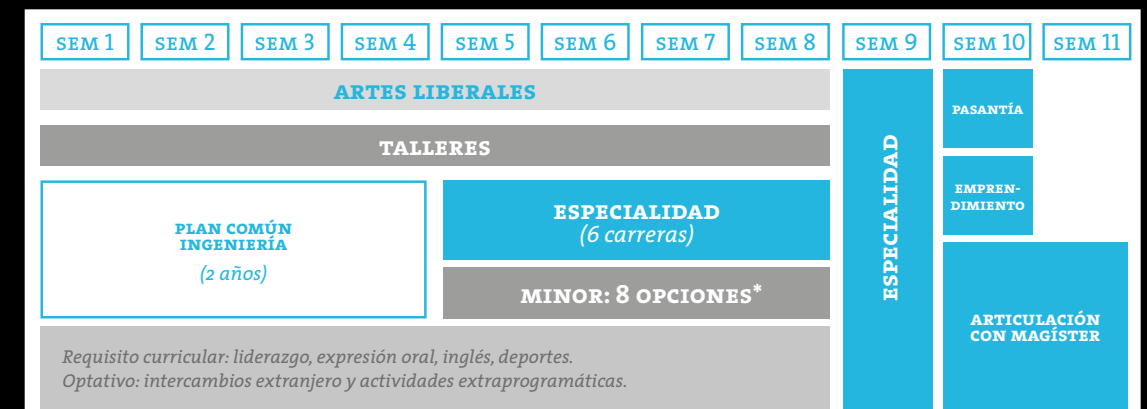 SEM 1 SEM 2 SEM 3 SEM 4 SEM 5 SEM 6 SEM 7 SEM 8 SEM 9 SEM 10 SEM 11
ARTES LIBERALES
TALLERES
PLAN COMÚN
INGENIERÍA
(2 años)
ESPECIALIDAD
(6 carreras)
MINOR: 8 OPCIONES*
Requisito curricular: liderazgo, expresión oral, inglés, deportes.
Optativo: intercambios extranjero y actividades extraprogramáticas.
ESPECIALIDAD
PASANTÍA
EMPREN-
DIMIENTO
ARTICULACIÓN
CON MAGÍSTER